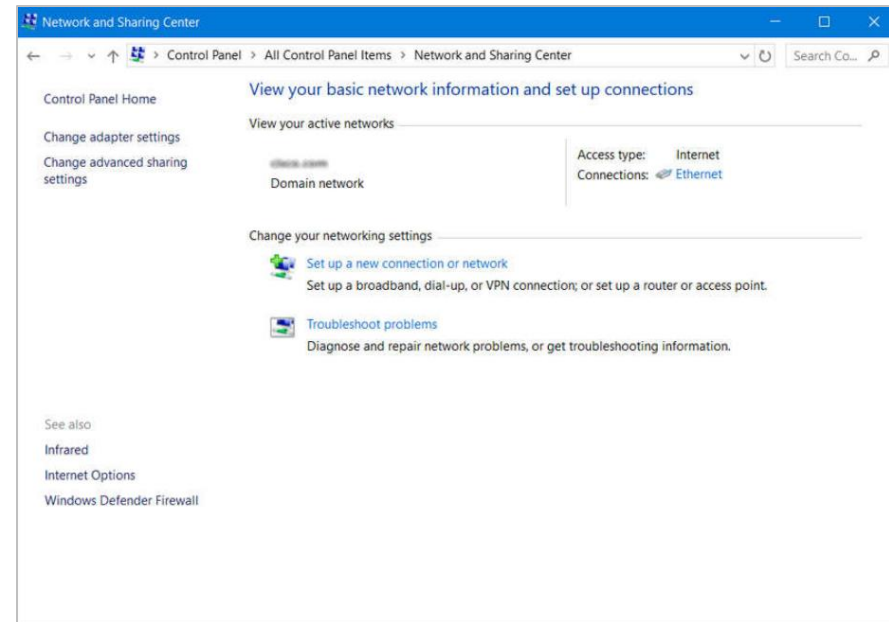 Network and Sharing Center
Control Panel > All Control Panel Items > Network and Sharing Center
Search Co...
Control Panel Home
Change adapter settings
Change advanced sharing
settings
See also
Infrared
Internet Options
Windows Defender Firewall
View your basic network information and set up connections
View your active networks
Domain network
Access type: Internet
Connections: Ethernet
Change your networking settings
Set up a new connection or network
Set up a broadband, dial-up, or VPN connection; or set up a router or access point.
Troubleshoot problems
Diagnose and repair network problems, or get troubleshooting information.